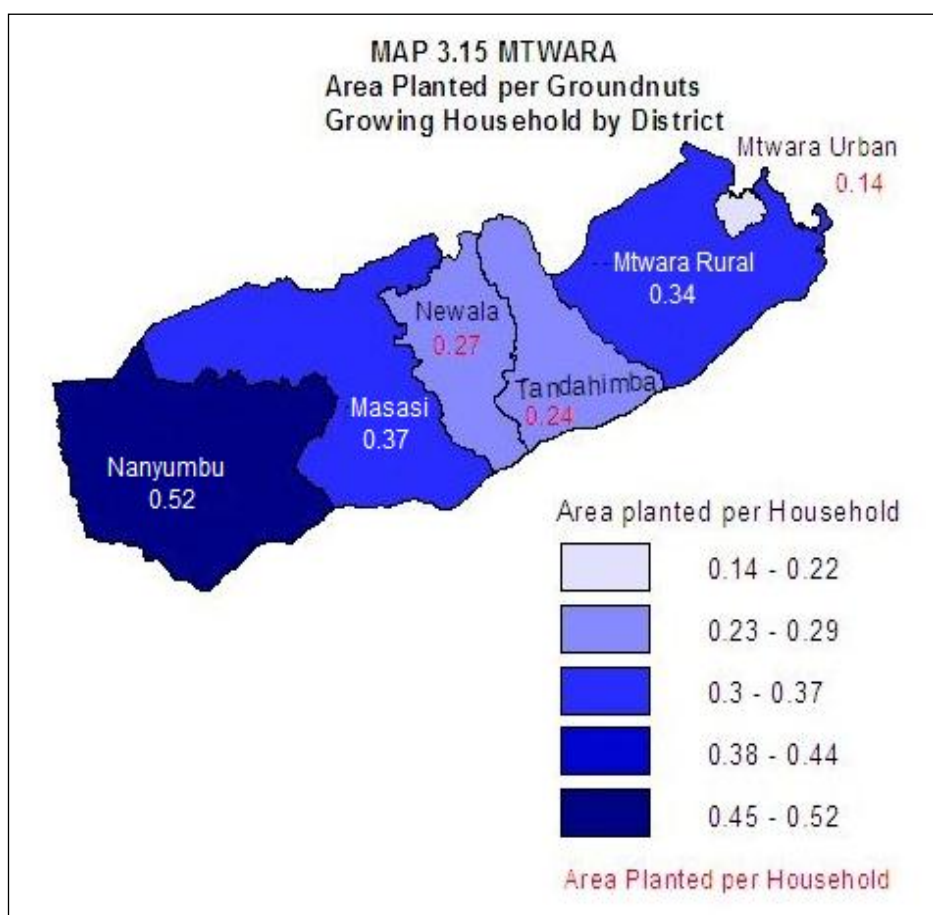 MAP 3.15 MTWARA
Area Planted per Groundnuts
Growing Household by District
Mtwara Urban
0.14
Mtwara Rural
0.34
Newala
0.27
Tandahimba
0.24
Masasi
0.37
Nanyumbu
0.52
Area planted per Household
0.14 - 0.22
0.23 - 0.29
0.3 - 0.37
0.38 - 0.44
0.45 - 0.52
Area Planted per Household